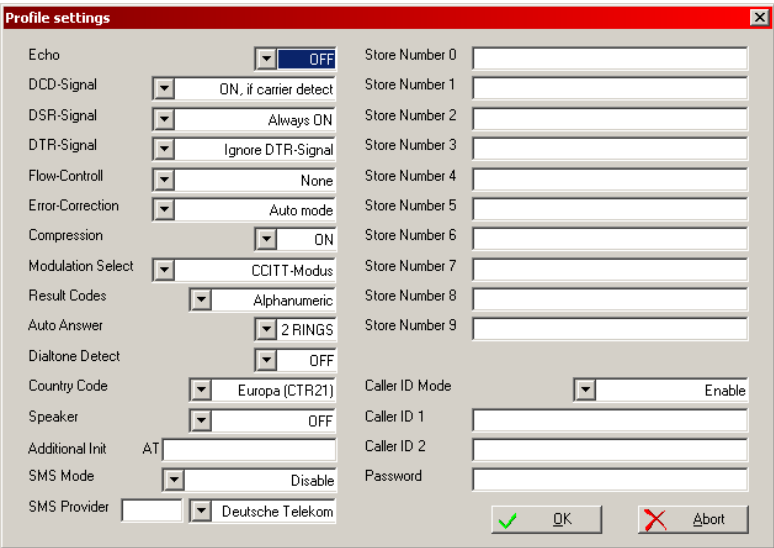 Profile settings
Echo OFF
DCD-Signal ON, if carrier detect
DSR-Signal Always ON
DTR-Signal Ignore DTR-Signal
Flow-Controll None
Error-Correction Auto mode
Compression ON
Modulation Select CCITT-Modus
Result Codes Alphanumeric
Auto Answer 2 RINGS
Dialtone Detect OFF
Country Code Europa (CTR21)
Speaker OFF
Additional Init AT
SMS Mode Disable
SMS Provider Deutsche Telekom
Store Number 0
Store Number 1
Store Number 2
Store Number 3
Store Number 4
Store Number 5
Store Number 6
Store Number 7
Store Number 8
Store Number 9
Caller ID Mode Enable
Caller ID 1
Caller ID 2
Password
OK Abort